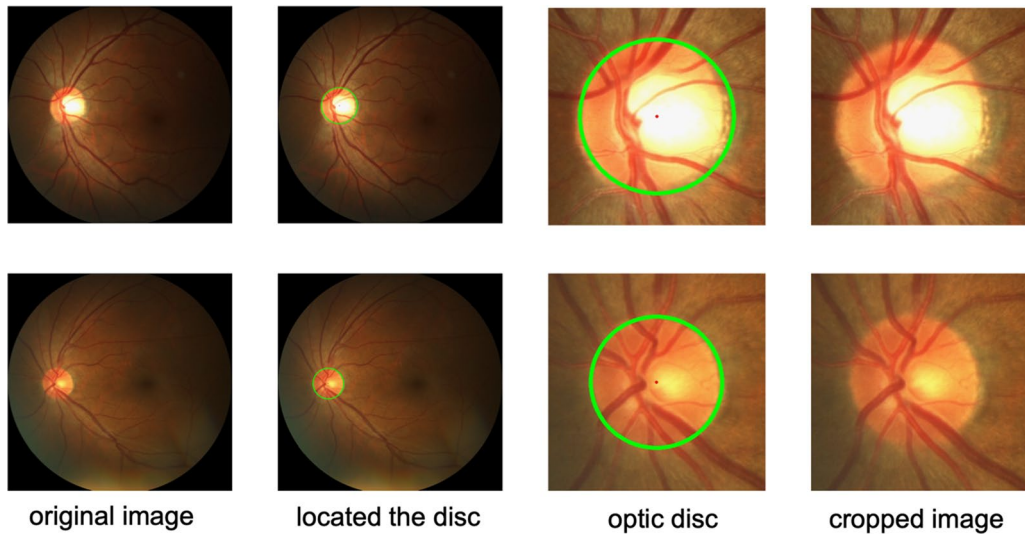 original image
located the disc
optic disc
cropped image